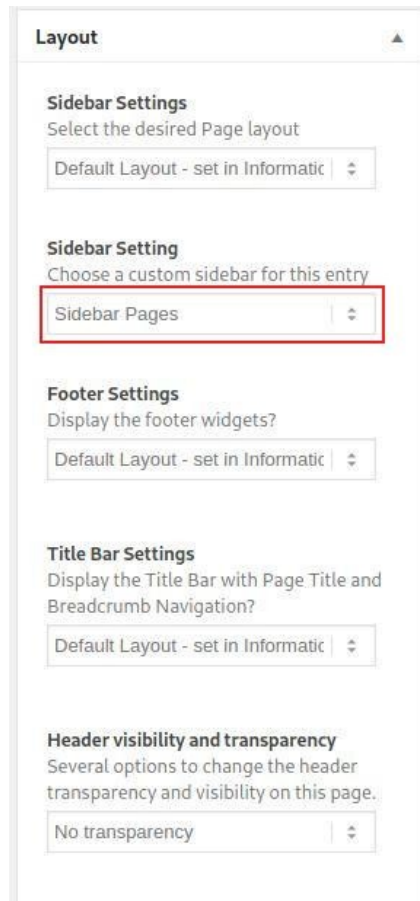 Layout
Sidebar Settings
Select the desired Page layout
Default Layout - set in Informatic
Sidebar Setting
Choose a custom sidebar for this entry
Sidebar Pages
Footer Settings
Display the footer widgets?
Default Layout - set in Informatic
Title Bar Settings
Display the Title Bar with Page Title and
Breadcrumb Navigation?
Default Layout - set in Informatic
Header visibility and transparency
Several options to change the header
transparency and visibility on this page.
No transparency